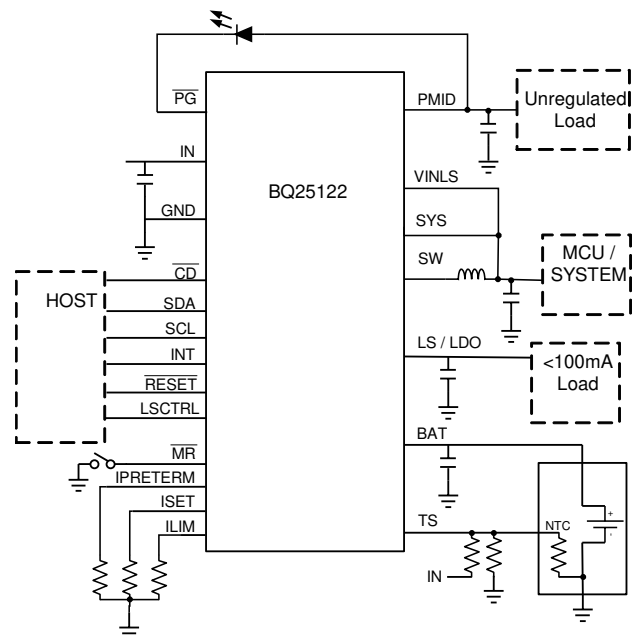 PG
PMID
Unregulated
Load
IN
BQ25122
VINLS
GND
SYS
SW
MCU /
SYSTEM
CD
HOST
SDA
SCL
INT
RESET
LSCTRL
LS / LDO
<100mA
Load
MR
IPRETERM
ISET
ILIM
BAT
TS
NTC
+
-
IN